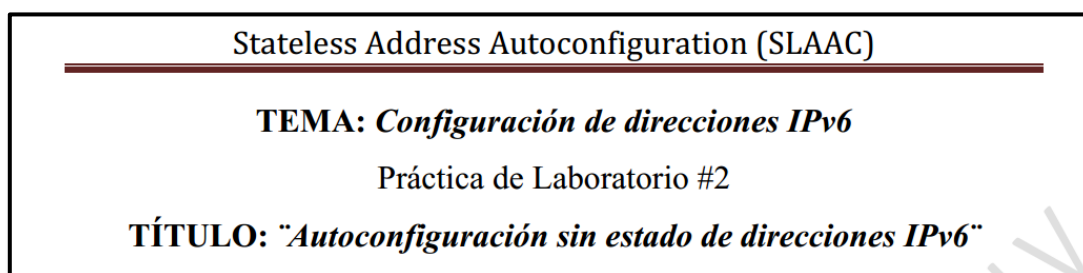 Stateless Address Autoconfiguration (SLAAC)
TEMA: Configuración de direcciones IPv6
Práctica de Laboratorio #2
TÍTULO: ¨Autoconfiguración sin estado de direcciones IPv6¨